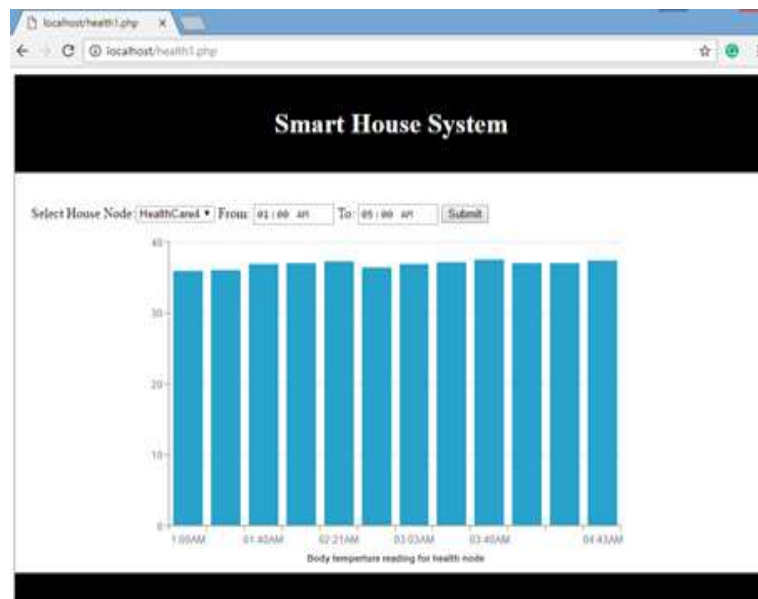 localhost/health1.php x
localhost/health1.php
Smart House System
Select House Node: HealthCare4 From: 01:00 AM To: 05:00 AM Submit
40
30
20
10
0
1:00AM 01:40AM 02:21AM 03:03AM 03:40AM 04:43AM
Body temperture reading for health node